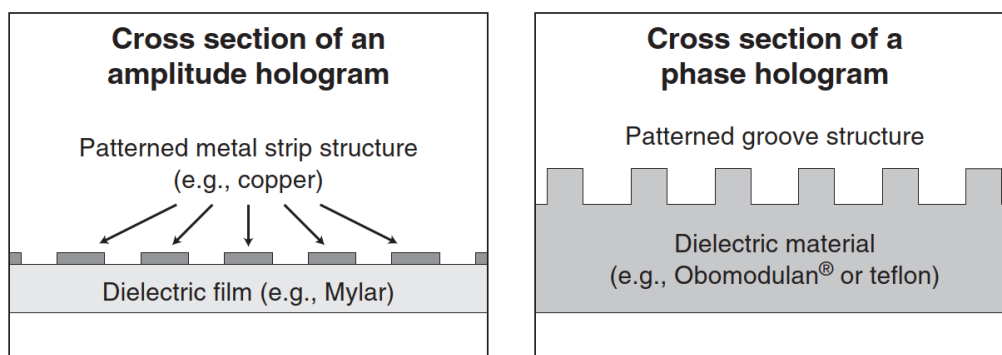 Cross section of an
amplitude hologram
Patterned metal strip structure
(e.g., copper)
Dielectric film (e.g., Mylar)
Cross section of a
phase hologram
Patterned groove structure
Dielectric material
(e.g., Obomodulan® or teflon)